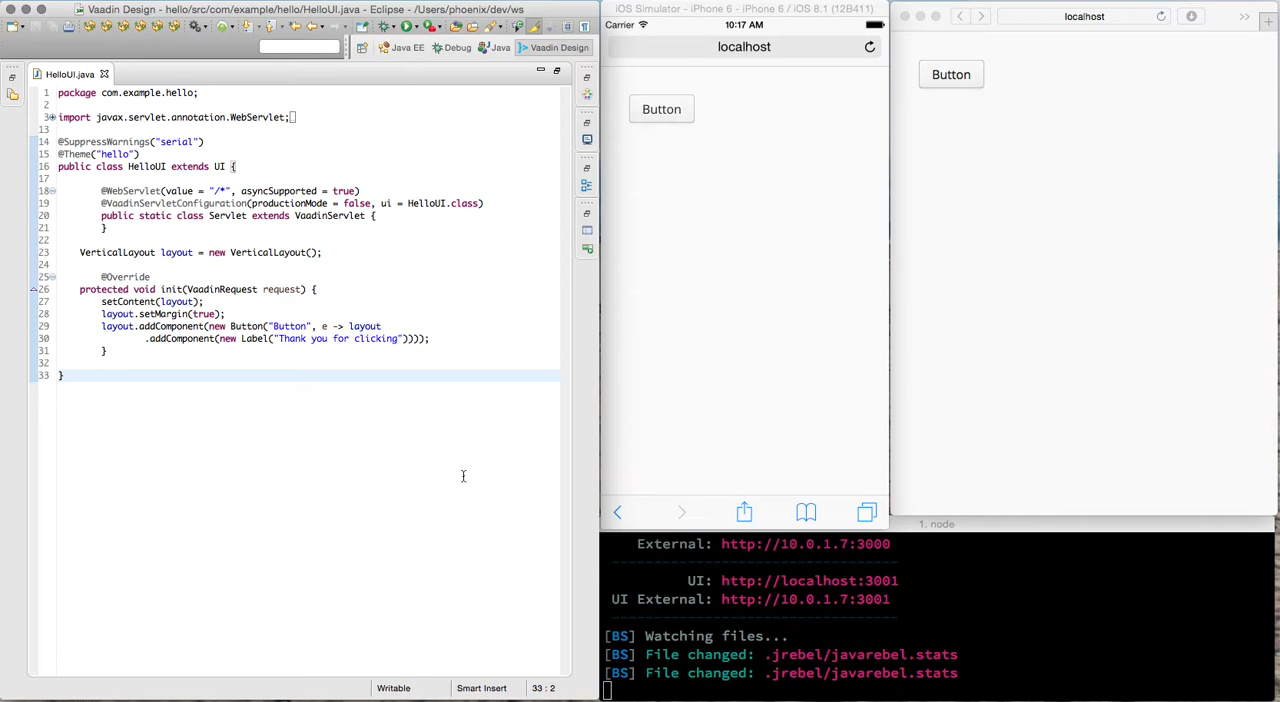 Vaadin Design - hello/src/com/example/hello/HelloUI.java - Eclipse - /Users/phoenix/dev/ws
Java EE Debug Java Vaadin Design
HelloUI.java
1 package com.example.hello;
2
3 import javax.servlet.annotation.WebServlet;
13
14 @SuppressWarnings("serial")
15 @Theme("hello")
16 public class HelloUI extends UI {
17
18 @WebServlet(value = "/*", asyncSupported = true)
19 @VaadinServletConfiguration(productionMode = false, ui = HelloUI.class)
20 public static class Servlet extends VaadinServlet {
21 }
22
23 VerticalLayout layout = new VerticalLayout();
24
25 @Override
26 protected void init(VaadinRequest request) {
27 setContent(layout);
28 layout.setMargin(true);
29 layout.addComponent(new Button("Button", e -> layout
30 .addComponent(new Label("Thank you for clicking"))));
31 }
32
33 }
Writable Smart Insert 33 : 2
iOS Simulator - iPhone 6 - iPhone 6 / iOS 8.1 (12B411)
Carrier 10:17 AM
localhost
Button
localhost
Button
1. node
External: http://10.0.1.7:3000
-------------------------------
UI: http://localhost:3001
UI External: http://10.0.1.7:3001
-------------------------------
[BS] Watching files...
[BS] File changed: .jrebel/javarebel.stats
[BS] File changed: .jrebel/javarebel.stats